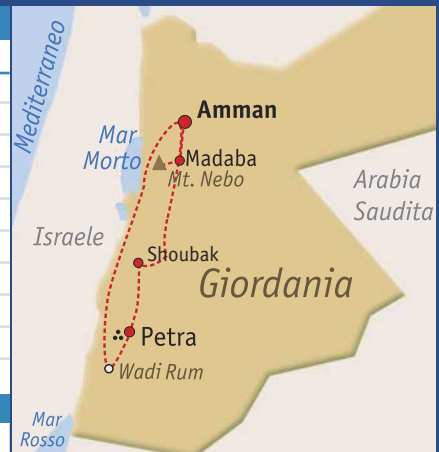 Mediterraneo
Amman
Mar
Morto
Madaba
Mt. Nebo
Arabia
Saudita
Israele
Shoubak
Giordania
Petra
Wadi Rum
Mar
Rosso